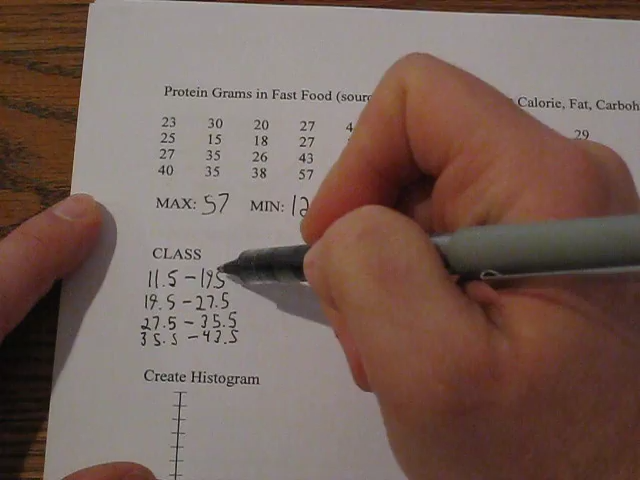 Protein Grams in Fast Food Calorie, Fat, Carboh
23 30 20 27 4 29
25 15 18 27
27 35 26 43
40 35 38 57
MAX: 57 MIN: 12
CLASS
11.5 - 19.5
19.5 - 27.5
27.5 - 35.5
35.5 - 43.5
Create Histogram